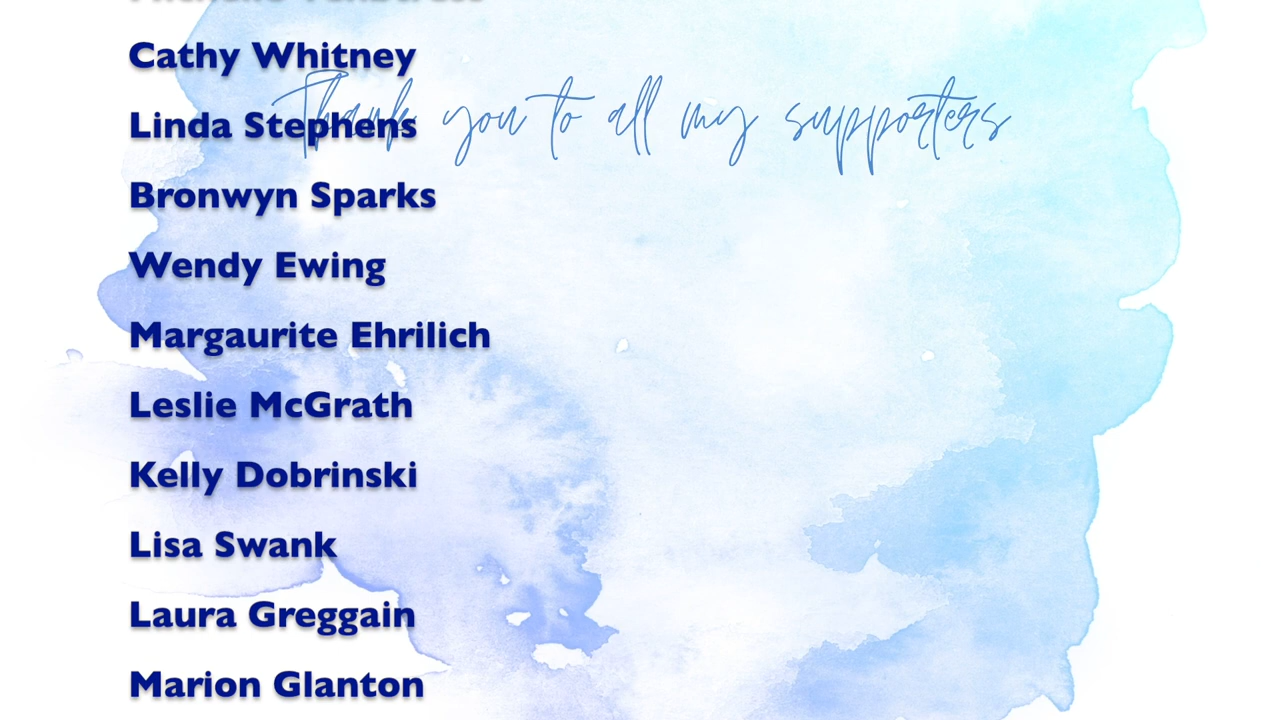 Cathy Whitney
Thank you to all my supporters
Linda Stephens
Bronwyn Sparks
Wendy Ewing
Margaurite Ehrilich
Leslie McGrath
Kelly Dobrinski
Lisa Swank
Laura Greggain
Marion Glanton